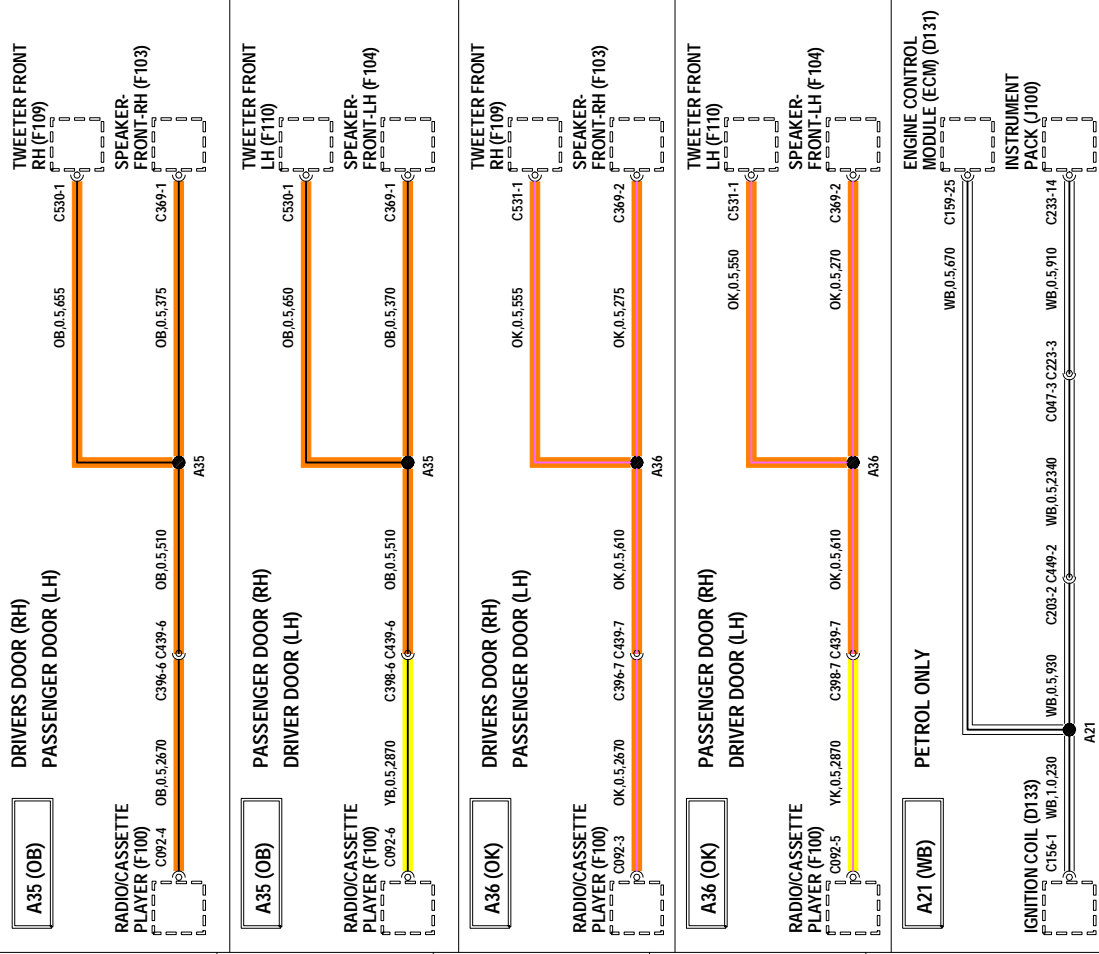 A35 (OB)
DRIVERS DOOR (RH)
PASSENGER DOOR (LH)
RADIO/CASSETTE
PLAYER (F100)
C092-4
OB,0.5,2670
C396-6 C439-6
OB,0.5,510
A35
OB,0.5,655
C530-1
TWEETER FRONT
RH (F109)
OB,0.5,375
C369-1
SPEAKER-
FRONT-RH (F103)
A35 (OB)
PASSENGER DOOR (RH)
DRIVER DOOR (LH)
RADIO/CASSETTE
PLAYER (F100)
C092-6
YB,0.5,2870
C398-6 C439-6
OB,0.5,510
A35
OB,0.5,650
C530-1
TWEETER FRONT
LH (F110)
OB,0.5,370
C369-1
SPEAKER-
FRONT-LH (F104)
A36 (OK)
DRIVERS DOOR (RH)
PASSENGER DOOR (LH)
RADIO/CASSETTE
PLAYER (F100)
C092-3
OK,0.5,2670
C396-7 C439-7
OK,0.5,610
A36
OK,0.5,555
C531-1
TWEETER FRONT
RH (F109)
OK,0.5,275
C369-2
SPEAKER-
FRONT-RH (F103)
A36 (OK)
PASSENGER DOOR (RH)
DRIVER DOOR (LH)
RADIO/CASSETTE
PLAYER (F100)
C092-5
YK,0.5,2870
C398-7 C439-7
OK,0.5,610
A36
OK,0.5,550
C531-1
TWEETER FRONT
LH (F110)
OK,0.5,270
C369-2
SPEAKER-
FRONT-LH (F104)
A21 (WB)
PETROL ONLY
IGNITION COIL (D133)
C156-1
WB,1.0,230
A21
WB,0.5,670
C159-25
ENGINE CONTROL
MODULE (ECM) (D131)
WB,0.5,930
C203-2 C449-2
WB,0.5,2340
C047-3 C223-3
WB,0.5,910
C233-14
INSTRUMENT
PACK (J100)